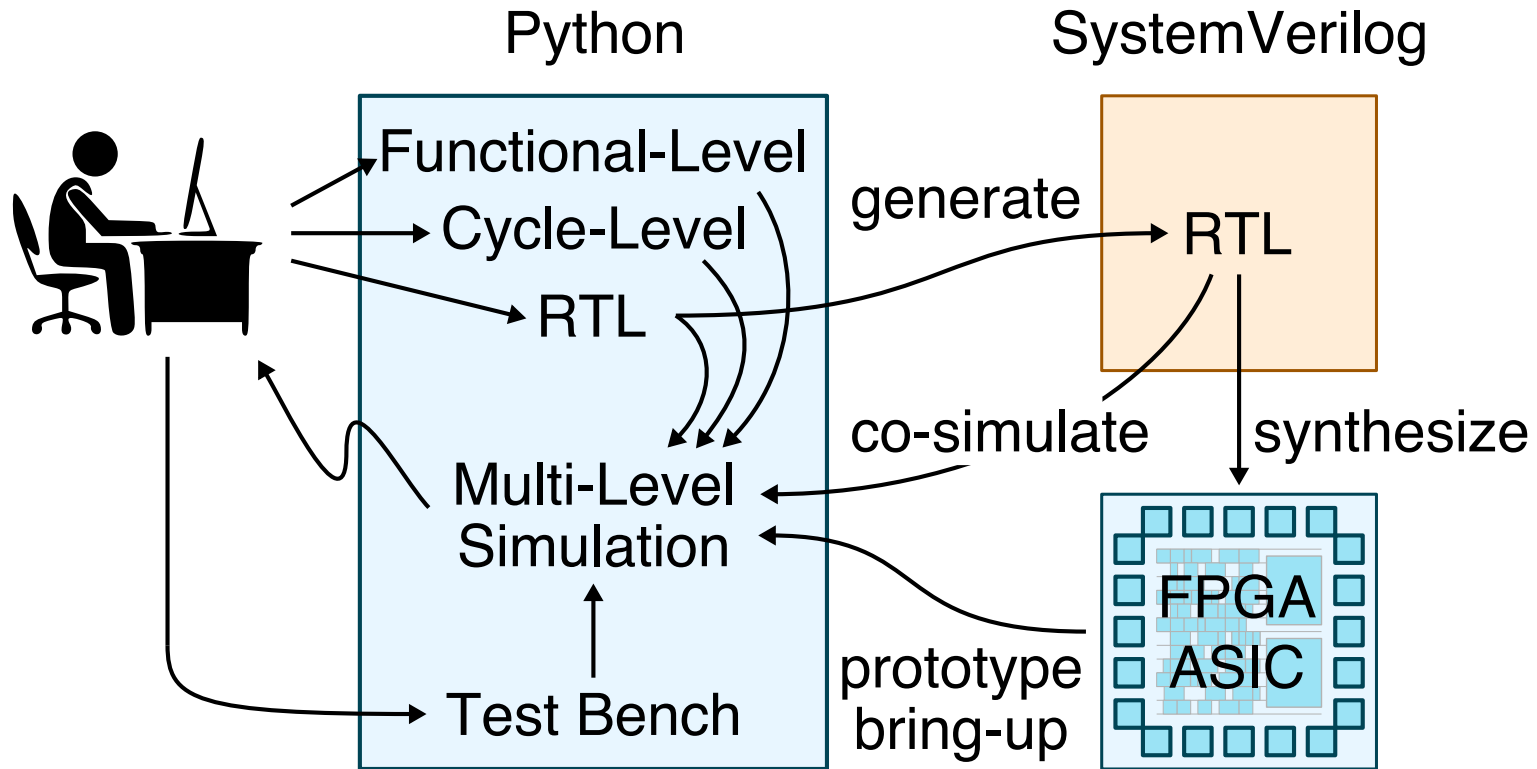 Python
SystemVerilog
Functional-Level
Cycle-Level
RTL
generate
RTL
co-simulate
synthesize
Multi-Level
Simulation
FPGA
ASIC
prototype
bring-up
Test Bench